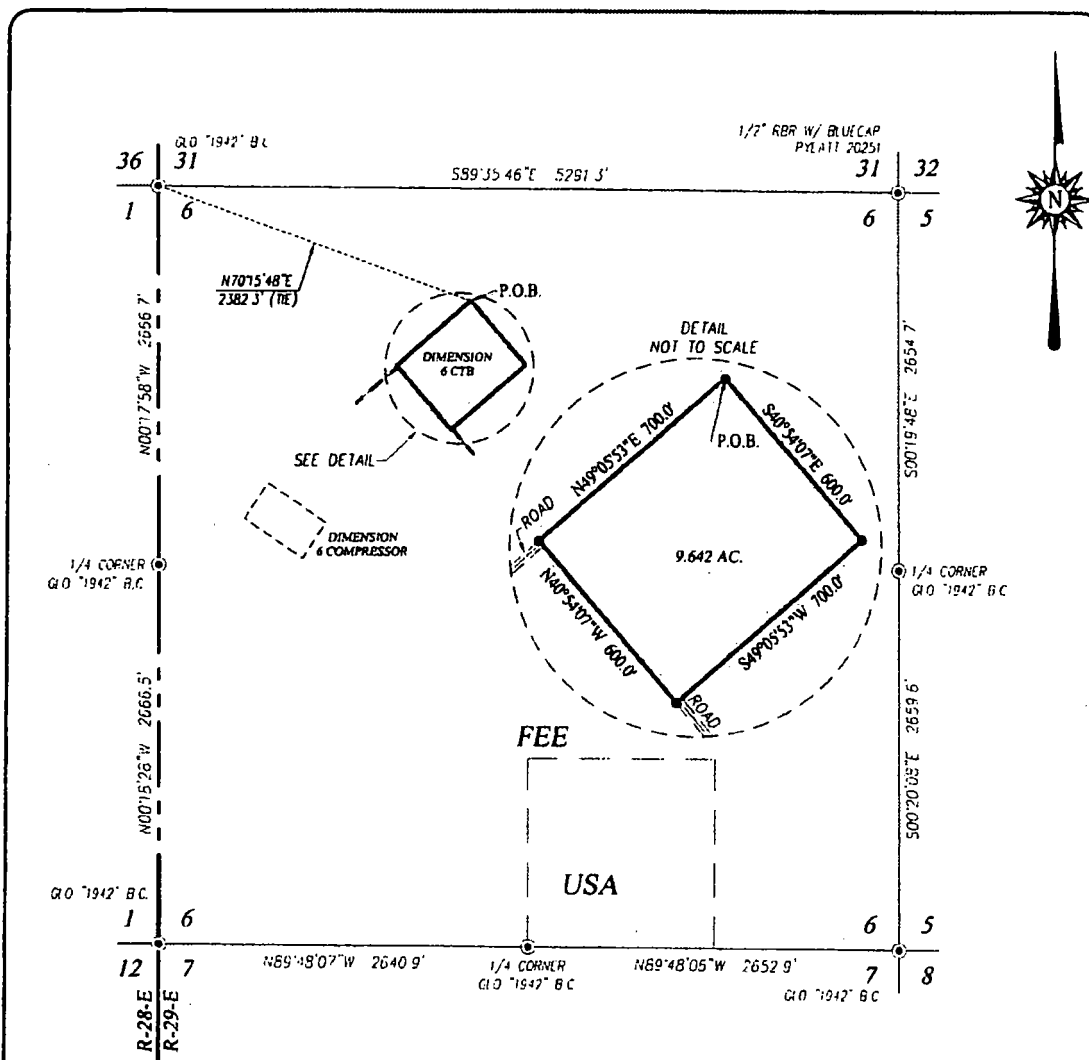 GLO "1942" B.C.
1/2" RBR W/ BLUECAP
PYEATT 20251
36 31
31 32
S89°35'46"E 5291.3'
1 6
6 5
N
N70°15'48"E
2382.3' (TIE)
P.O.B.
N00°17'58"W 2656.7'
S00°19'48"E 2654.7'
DETAIL
NOT TO SCALE
DIMENSION
6 CTB
SEE DETAIL
N49°05'53"E 700.0'
P.O.B.
S40°54'07"E 600.0'
ROAD
DIMENSION
6 COMPRESSOR
9.642 AC.
1/4 CORNER
GLO "1942" B.C.
1/4 CORNER
GLO "1942" B.C
N40°54'07"W 600.0'
S49°05'53"W 700.0'
ROAD
FEE
N00°15'26"W 2666.5'
S00°20'08"E 2659.6'
USA
GLO "1942" B.C.
1 6
6 5
N89°48'07"W 2640.9'
1/4 CORNER
GLO "1942" B.C
N89°48'05"W 2652.9'
12 7
7 8
GLO "1942" B.C
R-28-E
R-29-E